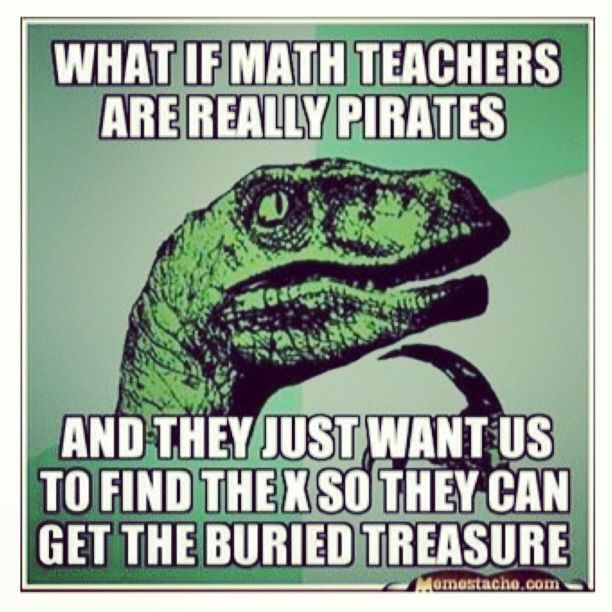 WHAT IF MATH TEACHERS
ARE REALLY PIRATES
AND THEY JUST WANT US
TO FIND THE X SO THEY CAN
GET THE BURIED TREASURE
Memestache.com